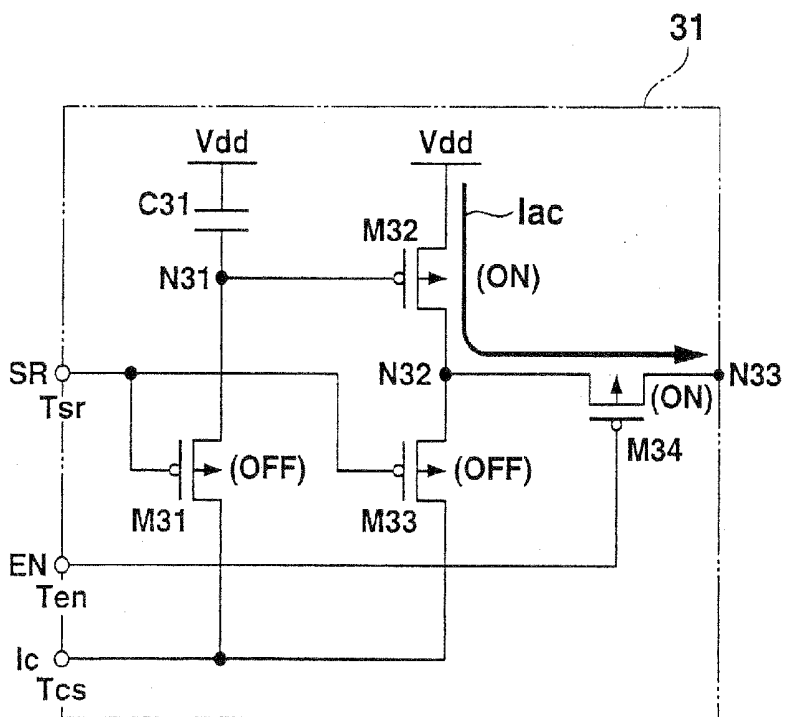 31
Vdd
Vdd
C31
M32
Iac
N31
(ON)
SR
Tsr
N32
N33
(ON)
(OFF)
(OFF)
M34
M31
M33
EN
Ten
Ic
Tcs